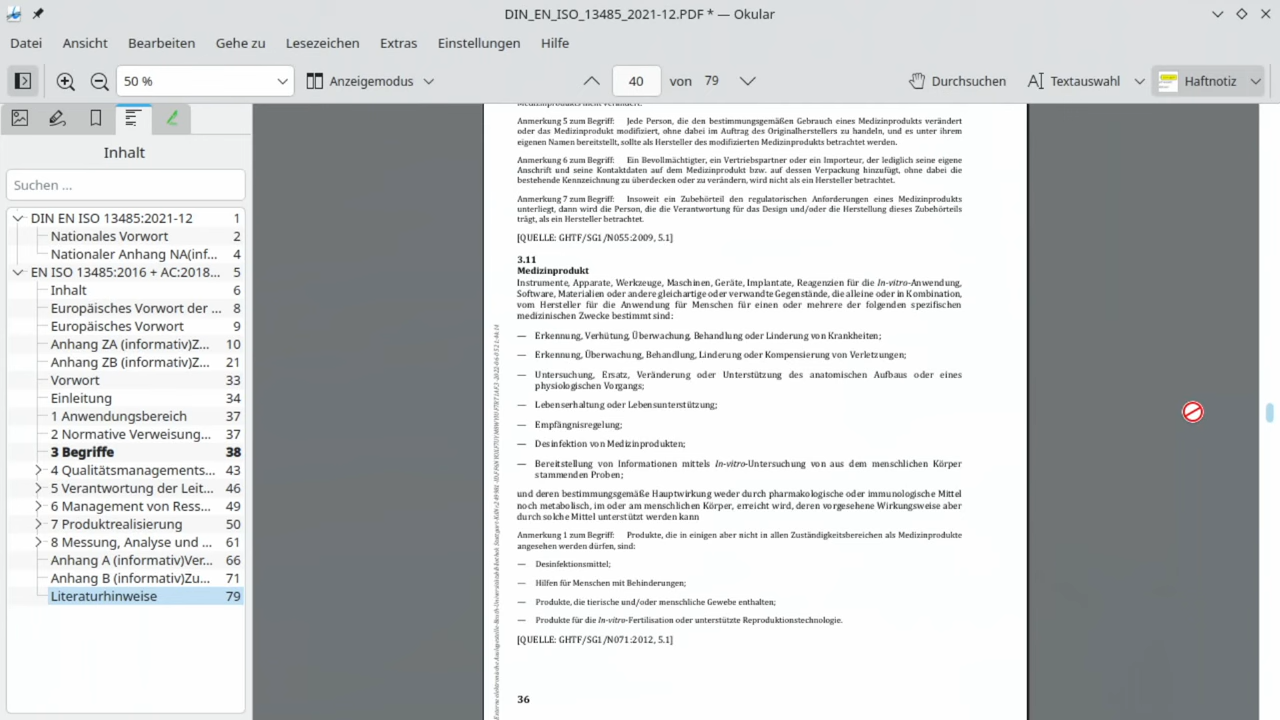 DIN_EN_ISO_13485_2021-12.PDF * — Okular
Datei Ansicht Bearbeiten Gehe zu Lesezeichen Extras Einstellungen Hilfe
50 % Anzeigemodus 40 von 79 Durchsuchen Textauswahl Haftnotiz
Inhalt
Suchen ...
DIN EN ISO 13485:2021-12 1
Nationales Vorwort 2
Nationaler Anhang NA(inf... 4
EN ISO 13485:2016 + AC:2018... 5
Inhalt 6
Europäisches Vorwort der ... 8
Europäisches Vorwort 9
Anhang ZA (informativ)Z... 10
Anhang ZB (informativ)Z... 21
Vorwort 33
Einleitung 34
1 Anwendungsbereich 37
2 Normative Verweisung... 37
3 Begriffe 38
4 Qualitätsmanagements... 43
5 Verantwortung der Leit... 46
6 Management von Ress... 49
7 Produktrealisierung 50
8 Messung, Analyse und ... 61
Anhang A (informativ)Ver... 66
Anhang B (informativ)Zu... 71
Literaturhinweise 79
Medizinprodukts nicht verändert.
Anmerkung 5 zum Begriff: Jede Person, die den bestimmungsgemäßen Gebrauch eines Medizinprodukts verändert
oder das Medizinprodukt modifiziert, ohne dabei im Auftrag des Originalherstellers zu handeln, und es unter ihrem
eigenen Namen bereitstellt, sollte als Hersteller des modifizierten Medizinprodukts betrachtet werden.
Anmerkung 6 zum Begriff: Ein Bevollmächtigter, ein Vertriebspartner oder ein Importeur, der lediglich seine eigene
Anschrift und seine Kontaktdaten auf dem Medizinprodukt bzw. auf dessen Verpackung hinzufügt, ohne dabei die
bestehende Kennzeichnung zu überdecken oder zu verändern, wird nicht als ein Hersteller betrachtet.
Anmerkung 7 zum Begriff: Insoweit ein Zubehörteil den regulatorischen Anforderungen eines Medizinprodukts
unterliegt, dann wird die Person, die die Verantwortung für das Design und/oder die Herstellung dieses Zubehörteils
trägt, als ein Hersteller betrachtet.
[QUELLE: GHTF/SG1/N055:2009, 5.1]
3.11
Medizinprodukt
Instrumente, Apparate, Werkzeuge, Maschinen, Geräte, Implantate, Reagenzien für die In-vitro-Anwendung,
Software, Materialien oder andere gleichartige oder verwandte Gegenstände, die alleine oder in Kombination,
vom Hersteller für die Anwendung für Menschen für einen oder mehrere der folgenden spezifischen
medizinischen Zwecke bestimmt sind:
— Erkennung, Verhütung, Überwachung, Behandlung oder Linderung von Krankheiten;
— Erkennung, Überwachung, Behandlung, Linderung oder Kompensierung von Verletzungen;
— Untersuchung, Ersatz, Veränderung oder Unterstützung des anatomischen Aufbaus oder eines
physiologischen Vorgangs;
— Lebenserhaltung oder Lebensunterstützung;
— Empfängnisregelung;
— Desinfektion von Medizinprodukten;
— Bereitstellung von Informationen mittels In-vitro-Untersuchung von aus dem menschlichen Körper
stammenden Proben;
und deren bestimmungsgemäße Hauptwirkung weder durch pharmakologische oder immunologische Mittel
noch metabolisch, im oder am menschlichen Körper, erreicht wird, deren vorgesehene Wirkungsweise aber
durch solche Mittel unterstützt werden kann
Anmerkung 1 zum Begriff: Produkte, die in einigen aber nicht in allen Zuständigkeitsbereichen als Medizinprodukte
angesehen werden dürfen, sind:
— Desinfektionsmittel;
— Hilfen für Menschen mit Behinderungen;
— Produkte, die tierische und/oder menschliche Gewebe enthalten;
— Produkte für die In-vitro-Fertilisation oder unterstützte Reproduktionstechnologie.
[QUELLE: GHTF/SG1/N071:2012, 5.1]
36